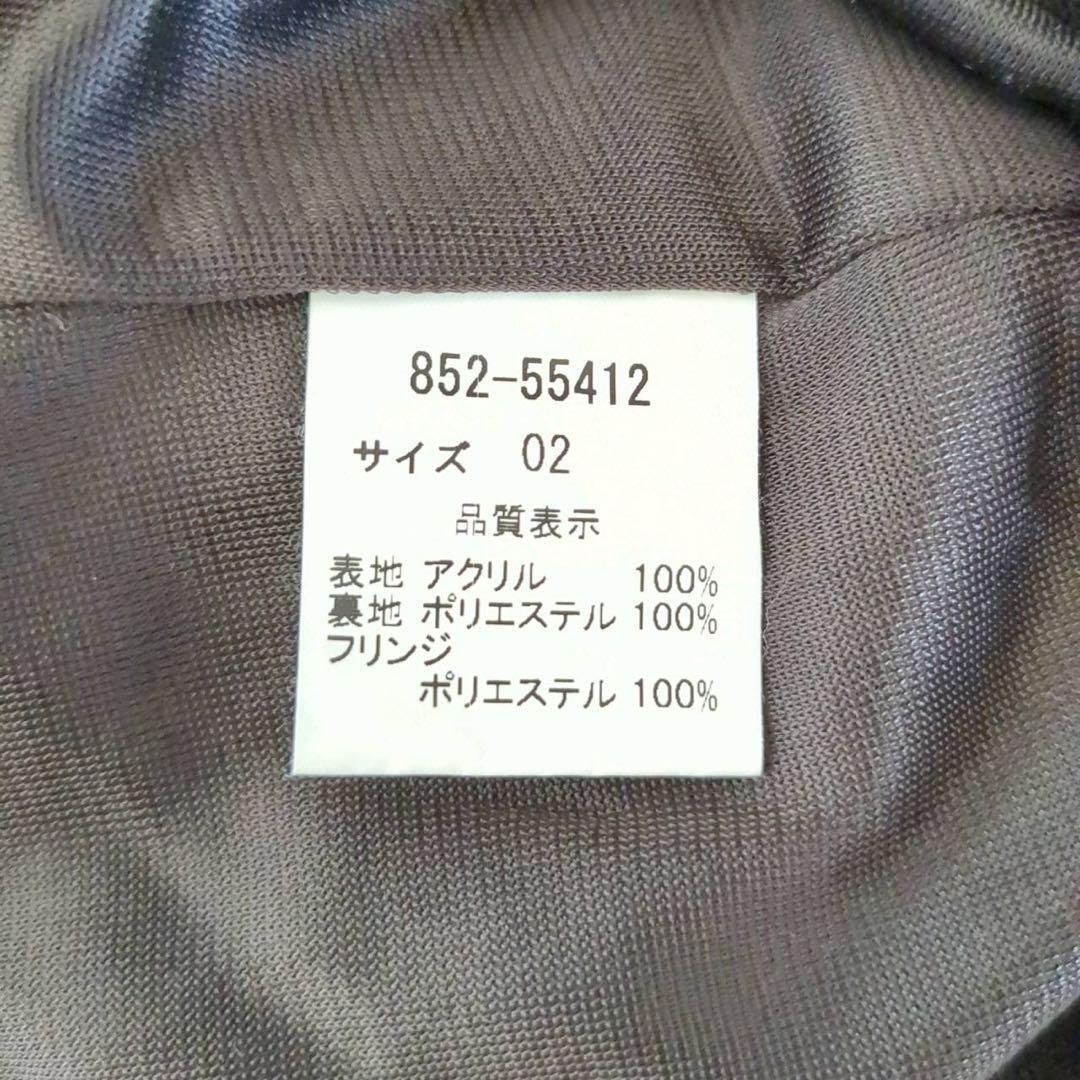 852-55412
サイズ 02
品質表示
表地 アクリル 100%
裏地 ポリエステル 100%
フリンジ
ポリエステル 100%